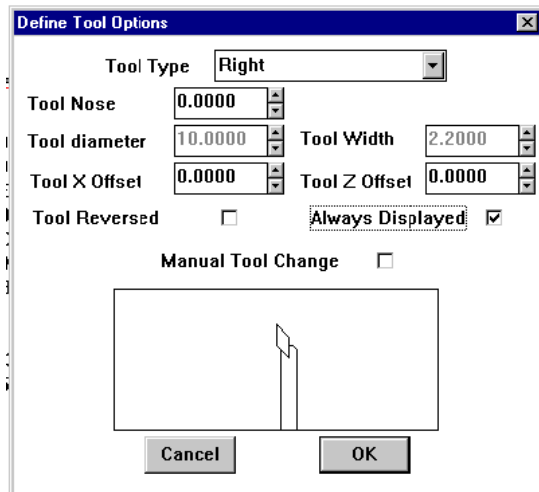 Define Tool Options
Tool Type Right
Tool Nose 0.0000
Tool diameter 10.0000 Tool Width 2.2000
Tool X Offset 0.0000 Tool Z Offset 0.0000
Tool Reversed Always Displayed
Manual Tool Change
Cancel OK